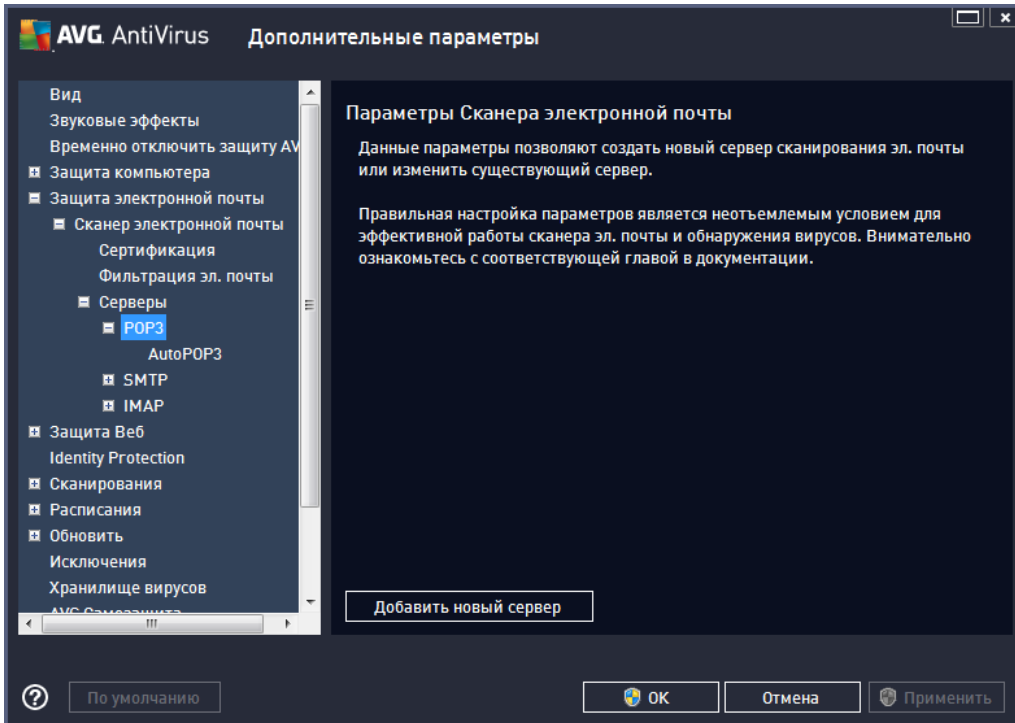 AVG. AntiVirus Дополнительные параметры
Вид
Звуковые эффекты
Временно отключить защиту AV
Защита компьютера
Защита электронной почты
Сканер электронной почты
Сертификация
Фильтрация эл. почты
Серверы
POP3
AutoPOP3
SMTP
IMAP
Защита Веб
Identity Protection
Сканирования
Расписания
Обновить
Исключения
Хранилище вирусов
AVG Самозащита
Параметры Сканера электронной почты
Данные параметры позволяют создать новый сервер сканирования эл. почты
или изменить существующий сервер.
Правильная настройка параметров является неотъемлемым условием для
эффективной работы сканера эл. почты и обнаружения вирусов. Внимательно
ознакомьтесь с соответствующей главой в документации.
Добавить новый сервер
По умолчанию
OK
Отмена
Применить